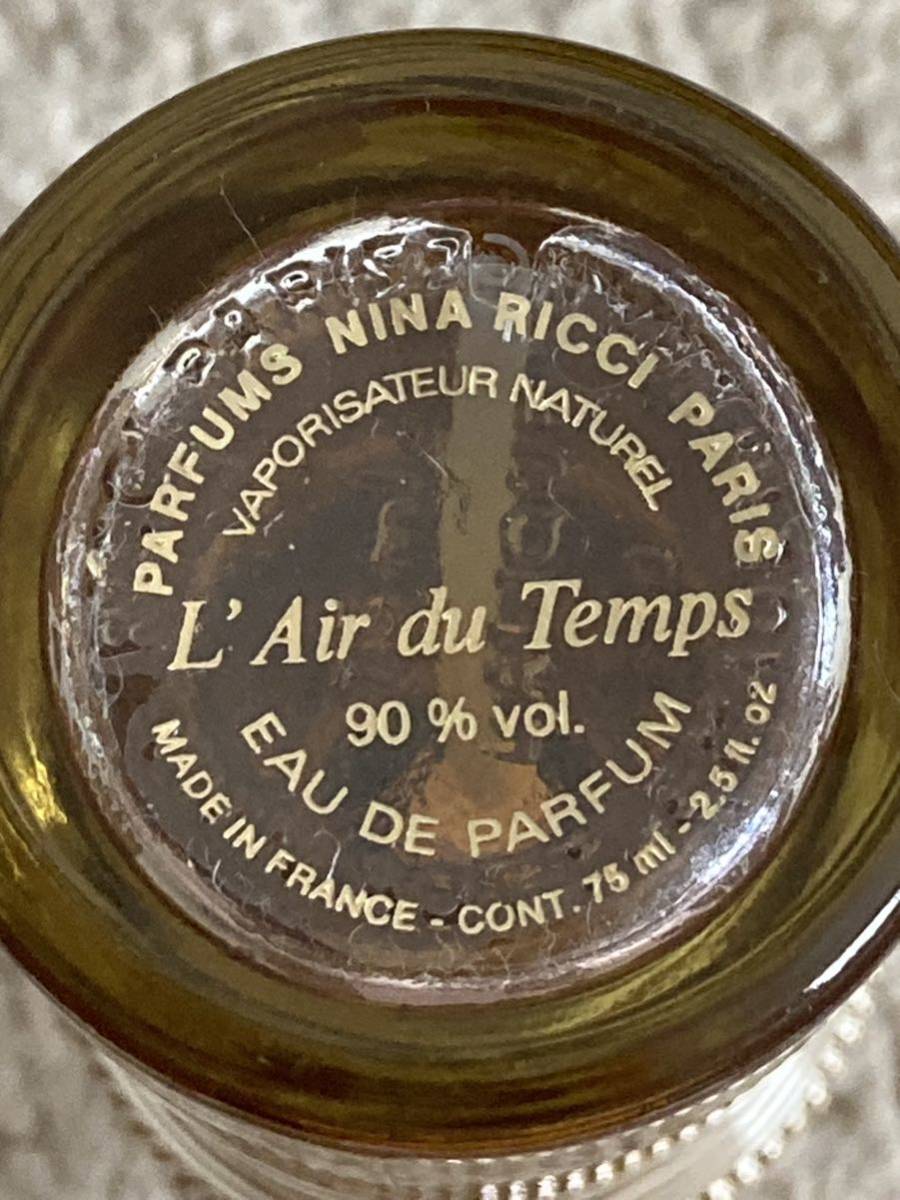 PARFUMS NINA RICCI PARIS
VAPORISATEUR NATUREL
L' Air du Temps
90 % vol.
EAU DE PARFUM
MADE IN FRANCE - CONT. 75 ml - 2.5 fl. oz